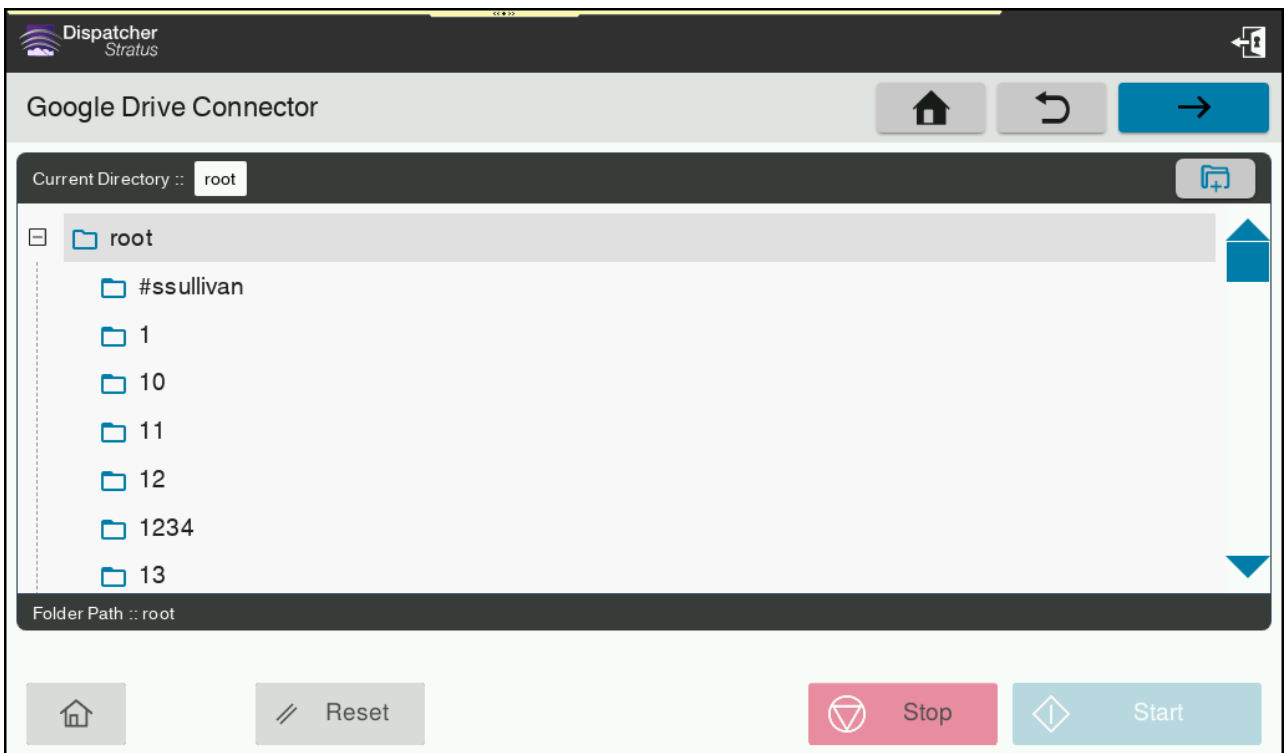 Dispatcher
Stratus
Google Drive Connector
Current Directory :: root
root
#ssullivan
1
10
11
12
1234
13
Folder Path :: root
Reset
Stop
Start